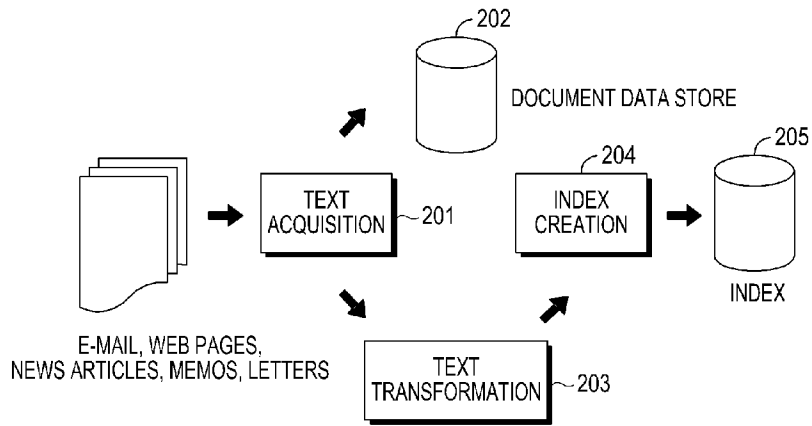 202
DOCUMENT DATA STORE
205
204
TEXT
ACQUISITION
201
INDEX
CREATION
INDEX
E-MAIL, WEB PAGES,
NEWS ARTICLES, MEMOS, LETTERS
TEXT
TRANSFORMATION
203